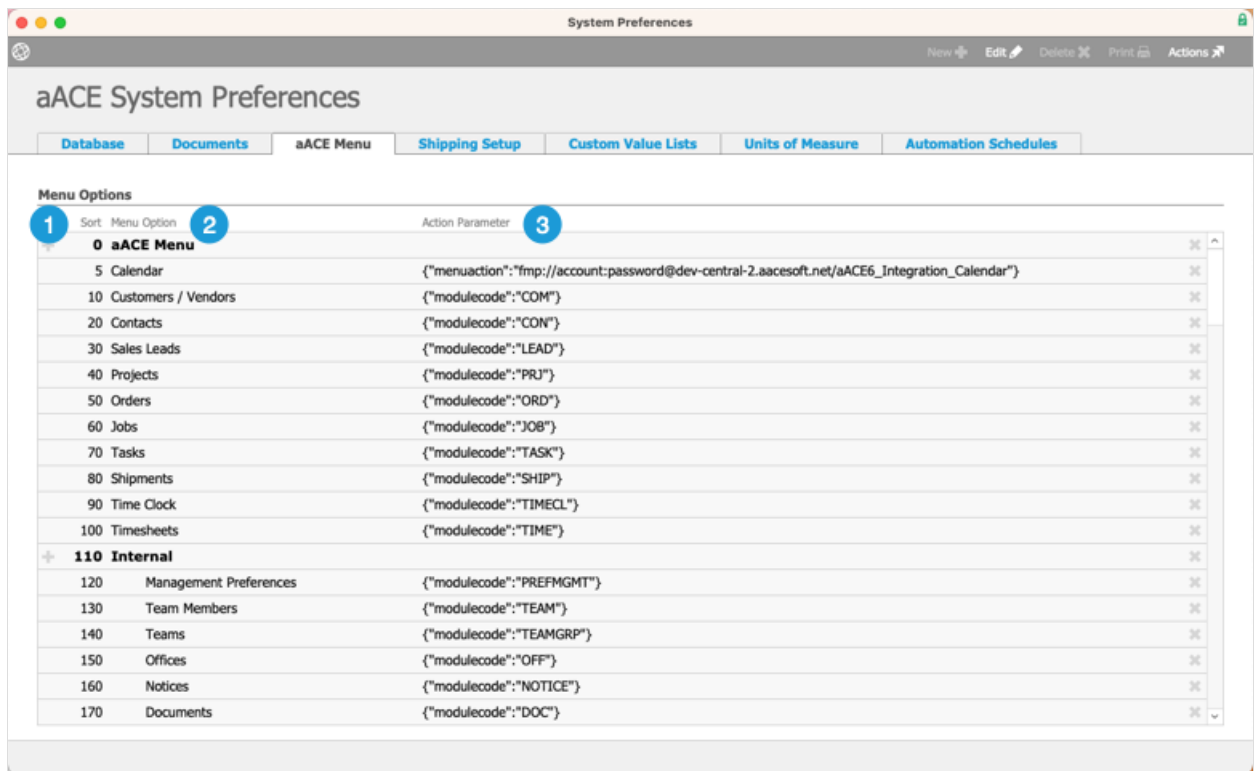 System Preferences
New Edit Delete Print Actions
aACE System Preferences
Database Documents aACE Menu Shipping Setup Custom Value Lists Units of Measure Automation Schedules
Menu Options
1 Sort Menu Option 2 Action Parameter 3
0 aACE Menu
5 Calendar {"menuaction":"fmp://account:password@dev-central-2.aacesoft.net/aACE6_Integration_Calendar"}
10 Customers / Vendors {"modulecode":"COM"}
20 Contacts {"modulecode":"CON"}
30 Sales Leads {"modulecode":"LEAD"}
40 Projects {"modulecode":"PRJ"}
50 Orders {"modulecode":"ORD"}
60 Jobs {"modulecode":"JOB"}
70 Tasks {"modulecode":"TASK"}
80 Shipments {"modulecode":"SHIP"}
90 Time Clock {"modulecode":"TIMECL"}
100 Timesheets {"modulecode":"TIME"}
110 Internal
120 Management Preferences {"modulecode":"PREFMGMT"}
130 Team Members {"modulecode":"TEAM"}
140 Teams {"modulecode":"TEAMGRP"}
150 Offices {"modulecode":"OFF"}
160 Notices {"modulecode":"NOTICE"}
170 Documents {"modulecode":"DOC"}